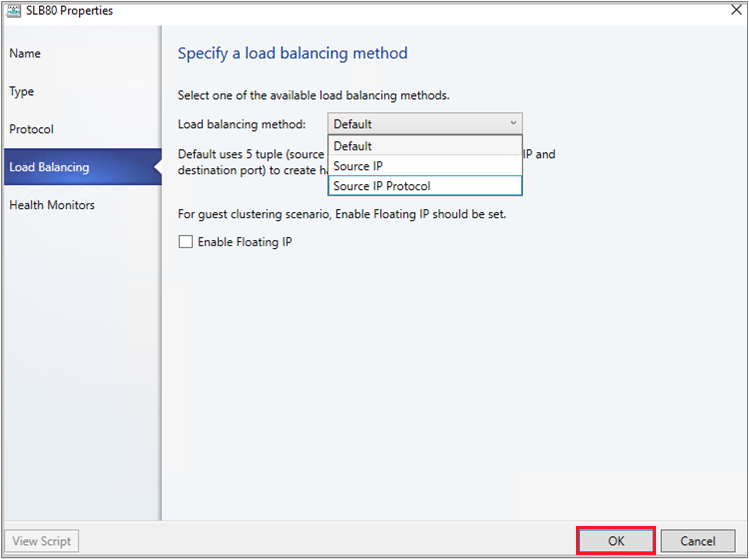 SLB80 Properties
Name
Type
Protocol
Load Balancing
Health Monitors
Specify a load balancing method
Select one of the available load balancing methods.
Load balancing method: Default
Default
Source IP
Source IP Protocol
Default uses 5 tuple (source IP and
destination port) to create
For guest clustering scenario, Enable Floating IP should be set.
Enable Floating IP
View Script
OK
Cancel